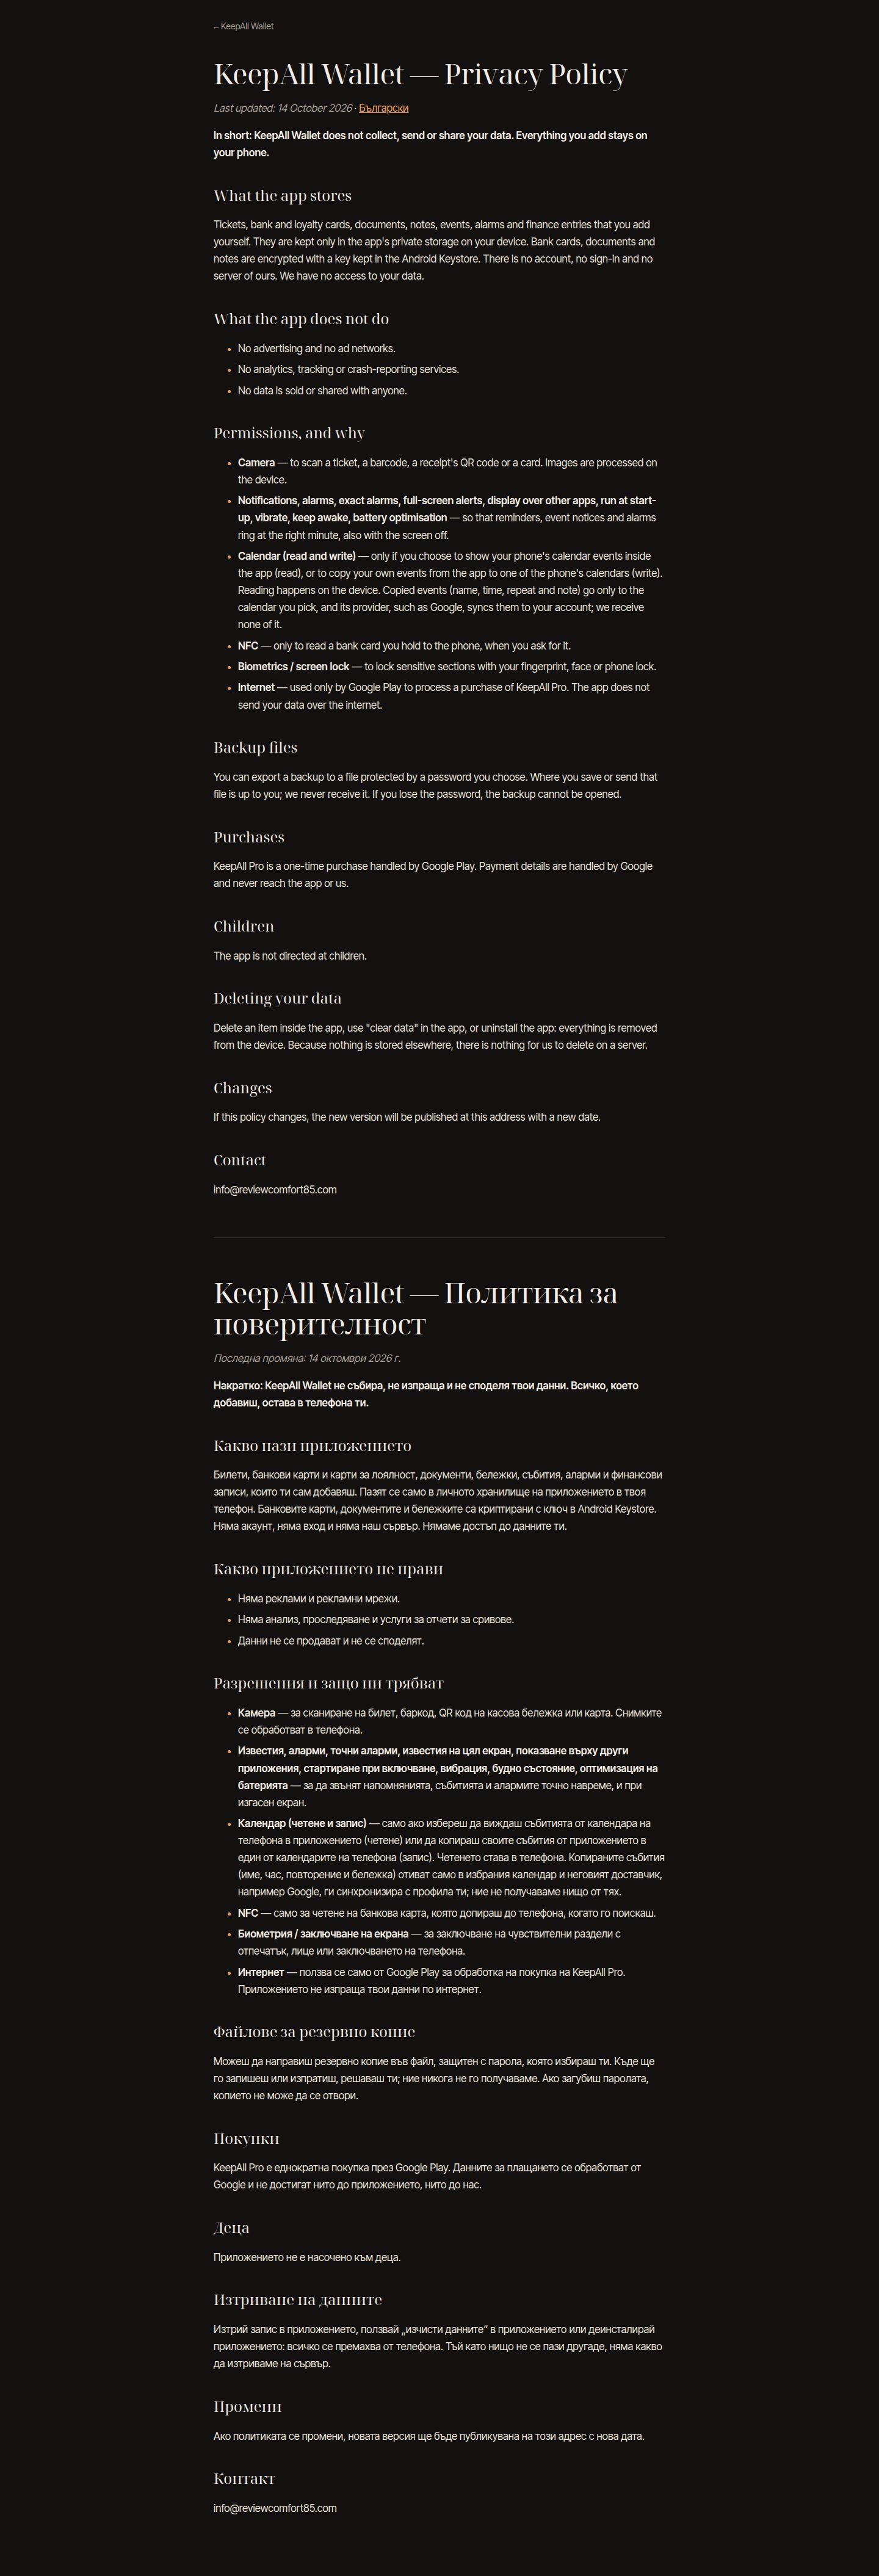 ← KeepAll Wallet
KeepAll Wallet — Privacy Policy
Last updated: 14 October 2026 · Български
In short: KeepAll Wallet does not collect, send or share your data. Everything you add stays on
your phone.
What the app stores
Tickets, bank and loyalty cards, documents, notes, events, alarms and finance entries that you add
yourself. They are kept only in the app's private storage on your device. Bank cards, documents and
notes are encrypted with a key kept in the Android Keystore. There is no account, no sign-in and no
server of ours. We have no access to your data.
What the app does not do
• No advertising and no ad networks.
• No analytics, tracking or crash-reporting services.
• No data is sold or shared with anyone.
Permissions, and why
• Camera — to scan a ticket, a barcode, a receipt's QR code or a card. Images are processed on
the device.
• Notifications, alarms, exact alarms, full-screen alerts, display over other apps, run at start-
up, vibrate, keep awake, battery optimisation — so that reminders, event notices and alarms
ring at the right minute, also with the screen off.
• Calendar (read and write) — only if you choose to show your phone's calendar events inside
the app (read), or to copy your own events from the app to one of the phone's calendars (write).
Reading happens on the device. Copied events (name, time, repeat and note) go only to the
calendar you pick, and its provider, such as Google, syncs them to your account; we receive
none of it.
• NFC — only to read a bank card you hold to the phone, when you ask for it.
• Biometrics / screen lock — to lock sensitive sections with your fingerprint, face or phone lock.
• Internet — used only by Google Play to process a purchase of KeepAll Pro. The app does not
send your data over the internet.
Backup files
You can export a backup to a file protected by a password you choose. Where you save or send that
file is up to you; we never receive it. If you lose the password, the backup cannot be opened.
Purchases
KeepAll Pro is a one-time purchase handled by Google Play. Payment details are handled by Google
and never reach the app or us.
Children
The app is not directed at children.
Deleting your data
Delete an item inside the app, use "clear data" in the app, or uninstall the app: everything is removed
from the device. Because nothing is stored elsewhere, there is nothing for us to delete on a server.
Changes
If this policy changes, the new version will be published at this address with a new date.
Contact
info@reviewcomfort85.com
KeepAll Wallet — Политика за
поверителност
Последна промяна: 14 октомври 2026 г.
Накратко: KeepAll Wallet не събира, не изпраща и не споделя твои данни. Всичко, което
добавиш, остава в телефона ти.
Какво пази приложението
Билети, банкови карти и карти за лоялност, документи, бележки, събития, аларми и финансови
записи, които ти сам добавяш. Пазят се само в личното хранилище на приложението в твоя
телефон. Банковите карти, документите и бележките са криптирани с ключ в Android Keystore.
Няма акаунт, няма вход и няма наш сървър. Нямаме достъп до данните ти.
Какво приложението не прави
• Няма реклами и рекламни мрежи.
• Няма анализ, проследяване и услуги за отчети за сривове.
• Данни не се продават и не се споделят.
Разрешения и защо ни трябват
• Камера — за сканиране на билет, баркод, QR код на касова бележка или карта. Снимките
се обработват в телефона.
• Известия, аларми, точни аларми, известия на цял екран, показване върху други
приложения, стартиране при включване, вибрация, будно състояние, оптимизация на
батерията — за да звънят напомнянията, събитията и алармите точно навреме, и при
изгасен екран.
• Календар (четене и запис) — само ако избереш да виждаш събитията от календара на
телефона в приложението (четене) или да копираш своите събития от приложението в
един от календарите на телефона (запис). Четенето става в телефона. Копираните събития
(име, час, повторение и бележка) отиват само в избрания календар и неговият доставчик,
например Google, ги синхронизира с профила ти; ние не получаваме нищо от тях.
• NFC — само за четене на банкова карта, която допираш до телефона, когато го поискаш.
• Биометрия / заключване на екрана — за заключване на чувствителни раздели с
отпечатък, лице или заключването на телефона.
• Интернет — ползва се само от Google Play за обработка на покупка на KeepAll Pro.
Приложението не изпраща твои данни по интернет.
Файлове за резервно копие
Можеш да направиш резервно копие във файл, защитен с парола, която избираш ти. Къде ще
го запишеш или изпратиш, решаваш ти; ние никога не го получаваме. Ако загубиш паролата,
копието не може да се отвори.
Покупки
KeepAll Pro е еднократна покупка през Google Play. Данните за плащането се обработват от
Google и не достигат нито до приложението, нито до нас.
Деца
Приложението не е насочено към деца.
Изтриване на данните
Изтрий запис в приложението, ползвай „изчисти данните“ в приложението или деинсталирай
приложението: всичко се премахва от телефона. Тъй като нищо не се пази другаде, няма какво
да изтриваме на сървър.
Промени
Ако политиката се промени, новата версия ще бъде публикувана на този адрес с нова дата.
Контакт
info@reviewcomfort85.com